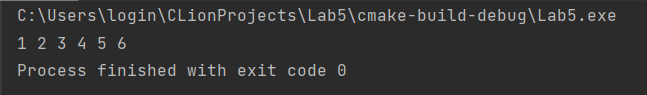 C:\Users\login\CLionProjects\Lab5\cmake-build-debug\Lab5.exe
1 2 3 4 5 6
Process finished with exit code 0